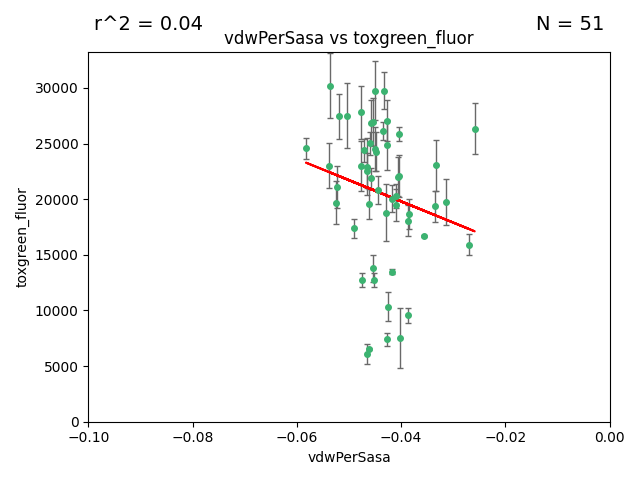 r^2 = 0.04
N = 51
vdwPerSasa vs toxgreen_fluor
30000
25000
20000
15000
10000
5000
0
toxgreen_fluor
−0.10 −0.08 −0.06 −0.04 −0.02 0.00
vdwPerSasa